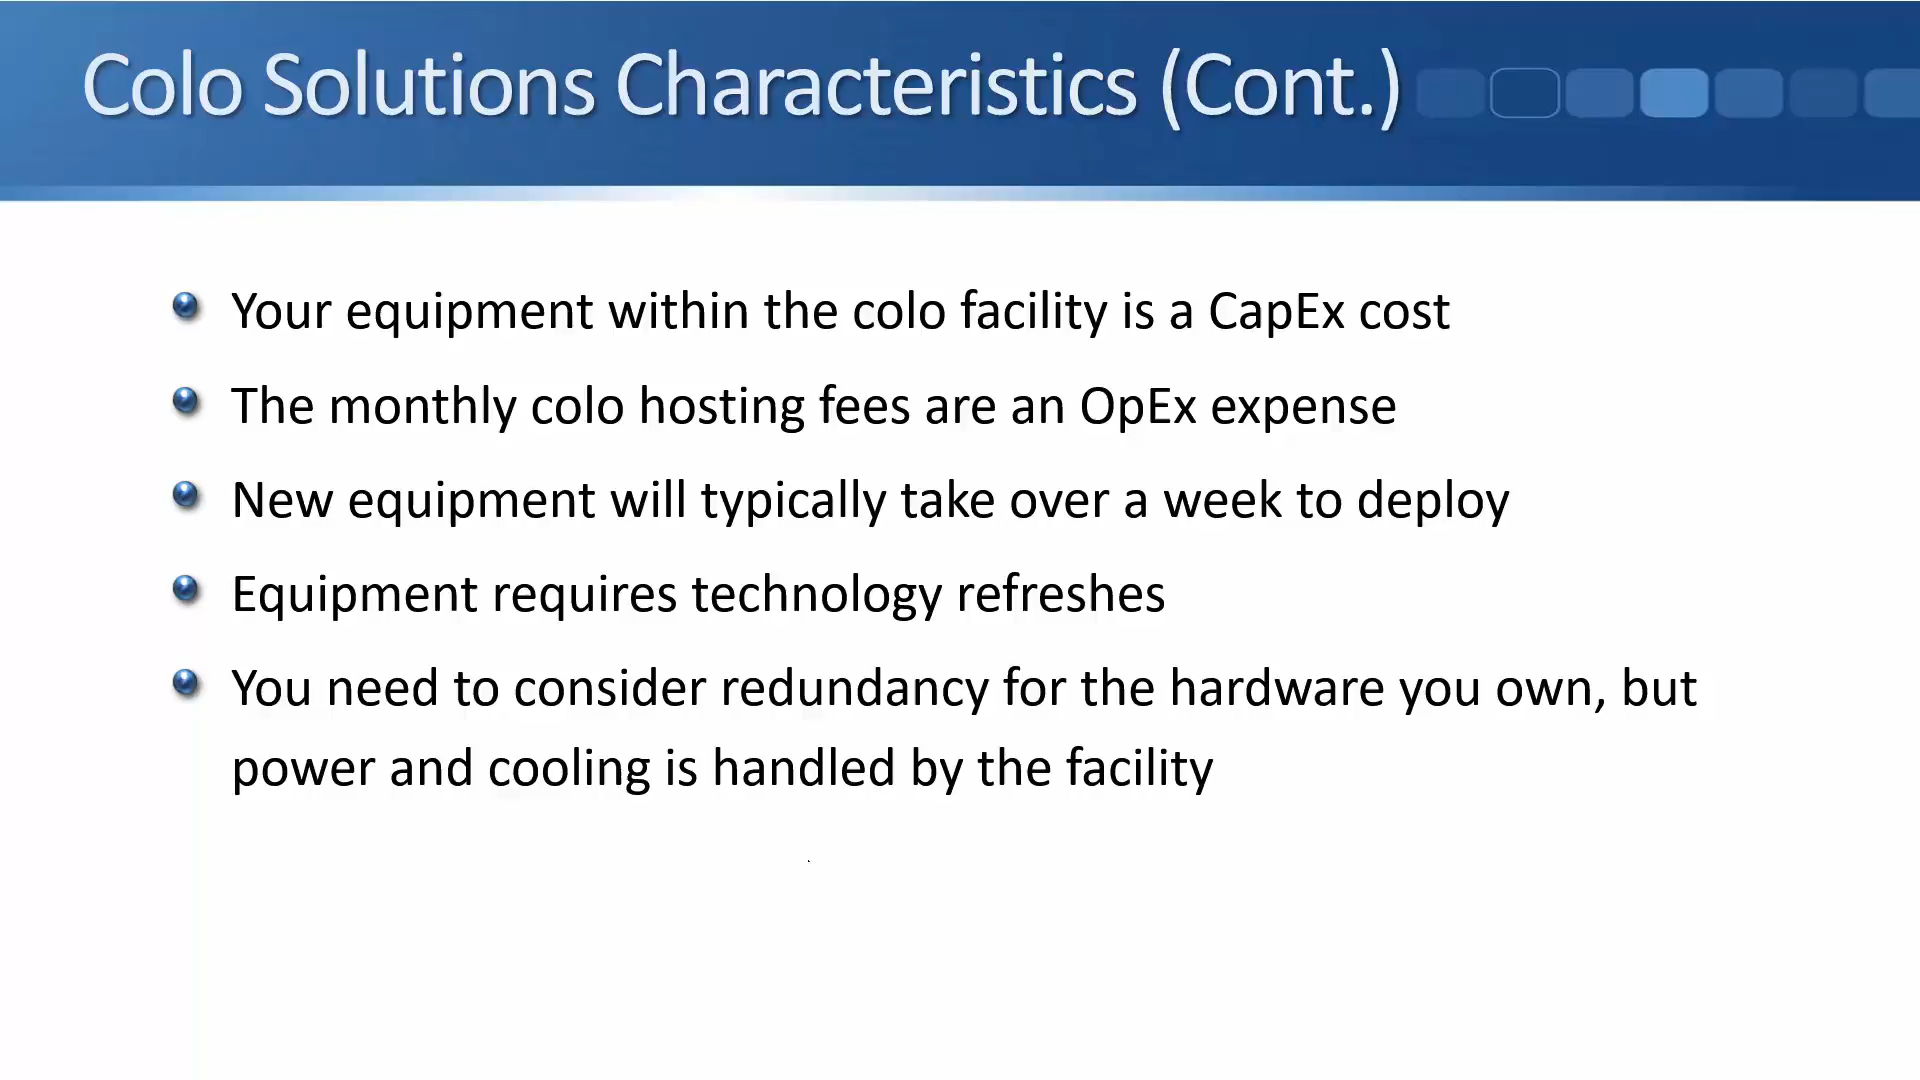 Colo Solutions Characteristics (Cont.)
Your equipment within the colo facility is a CapEx cost
The monthly colo hosting fees are an OpEx expense
New equipment will typically take over a week to deploy
Equipment requires technology refreshes
You need to consider redundancy for the hardware you own, but
power and cooling is handled by the facility